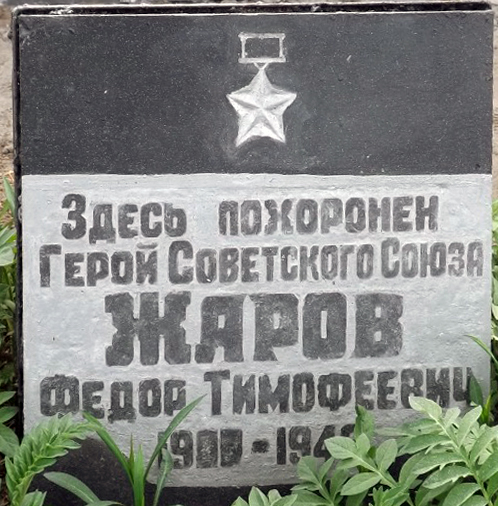 Здесь похоронен
Герой Советского Союза
ЖАРОВ
Федор Тимофеевич